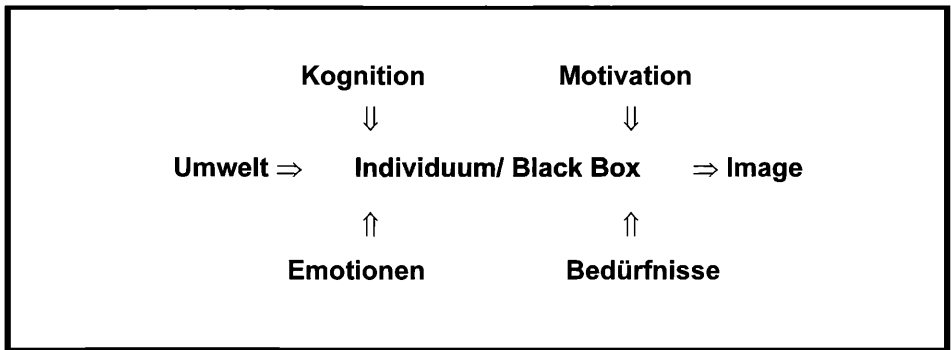 Kognition Motivation
⇓ ⇓
Umwelt ⇒ Individuum/ Black Box ⇒ Image
⇑ ⇑
Emotionen Bedürfnisse